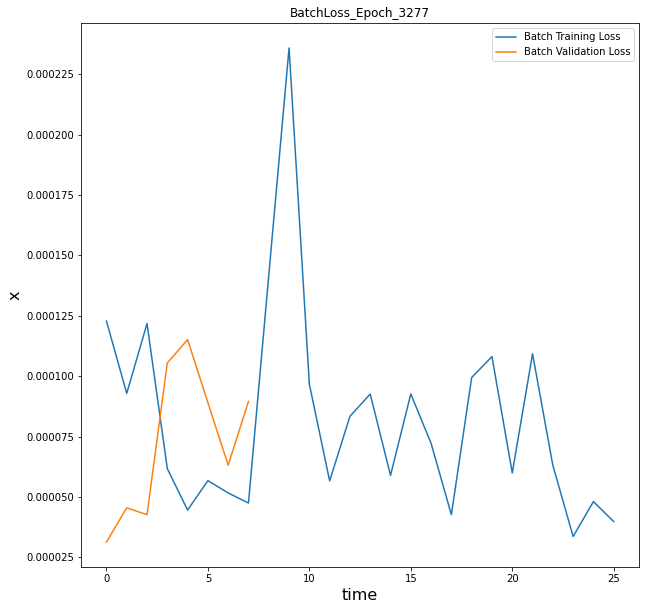 BatchLoss_Epoch_3277
Batch Training Loss
Batch Validation Loss
0.000225
0.000200
0.000175
0.000150
0.000125
0.000100
0.000075
0.000050
0.000025
x
0 5 10 15 20 25
time